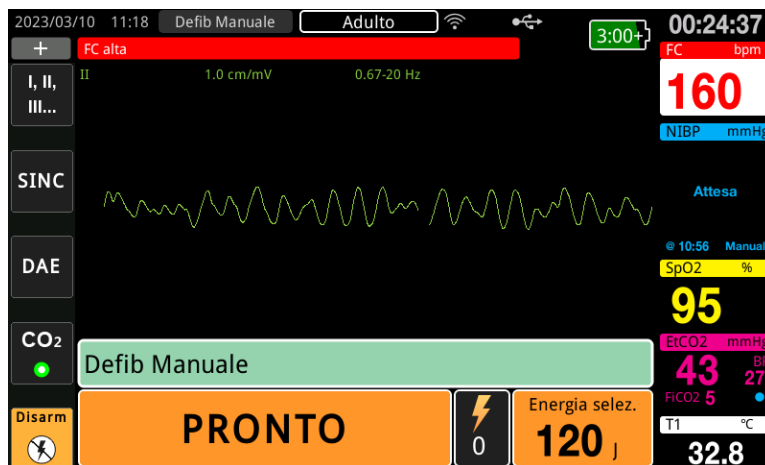 2023/03/10 11:18 Defib Manuale Adulto 3:00+ 00:24:37
+ FC alta FC bpm
I, II,
III...
II 1.0 cm/mV 0.67-20 Hz
160
NIBP mmHg
SINC
Attesa
@ 10:56 Manual
DAE
SpO2 %
95
CO2
EtCO2 mmHg
Defib Manuale
43
27
FiCO2 5
Disarm
PRONTO
0
Energia selez.
120 J
T1 °C
32.8